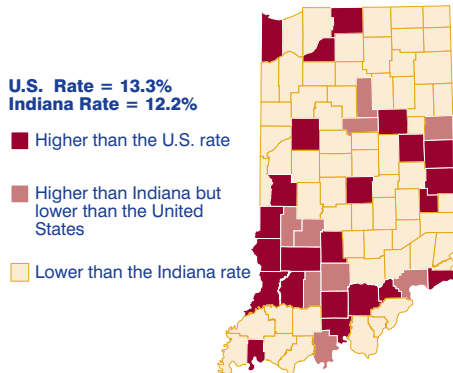 U.S. Rate = 13.3%
Indiana Rate = 12.2%
Higher than the U.S. rate
Higher than Indiana but
lower than the United
States
Lower than the Indiana rate